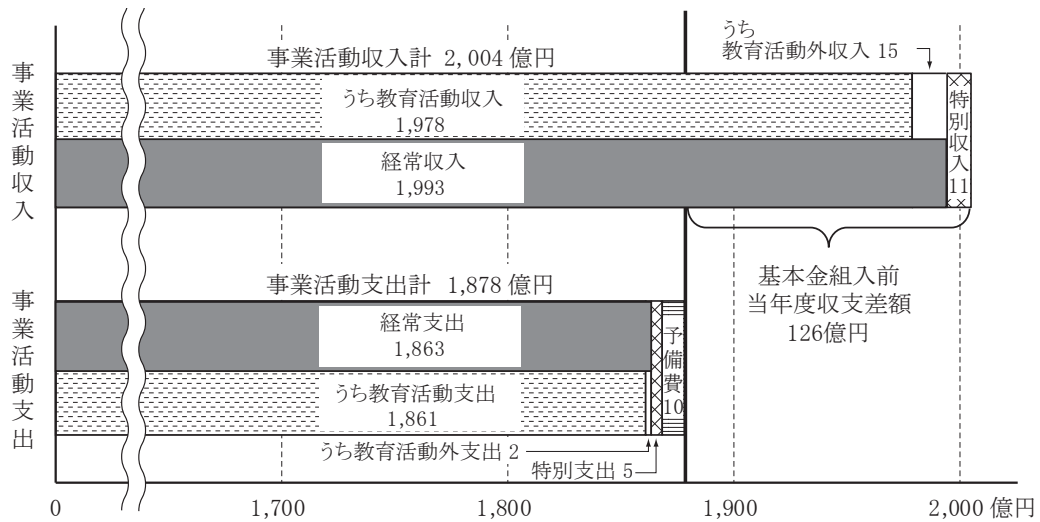 うち
教育活動外収入 15
事業活動収入計 2,004 億円
事業活動収入
うち教育活動収入
1,978
特別収入
11
経常収入
1,993
基本金組入前
当年度収支差額
126億円
事業活動支出計 1,878 億円
事業活動支出
経常支出
1,863
予備費
10
うち教育活動支出
1,861
うち教育活動外支出 2
特別支出 5
0 1,700 1,800 1,900 2,000 億円